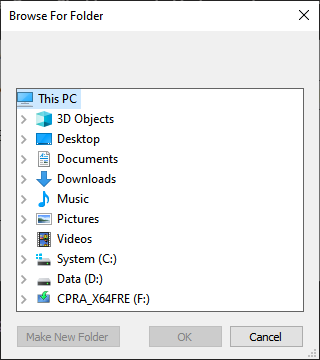 Browse For Folder
This PC
3D Objects
Desktop
Documents
Downloads
Music
Pictures
Videos
System (C:)
Data (D:)
CPRA_X64FRE (F:)
Make New Folder
OK
Cancel